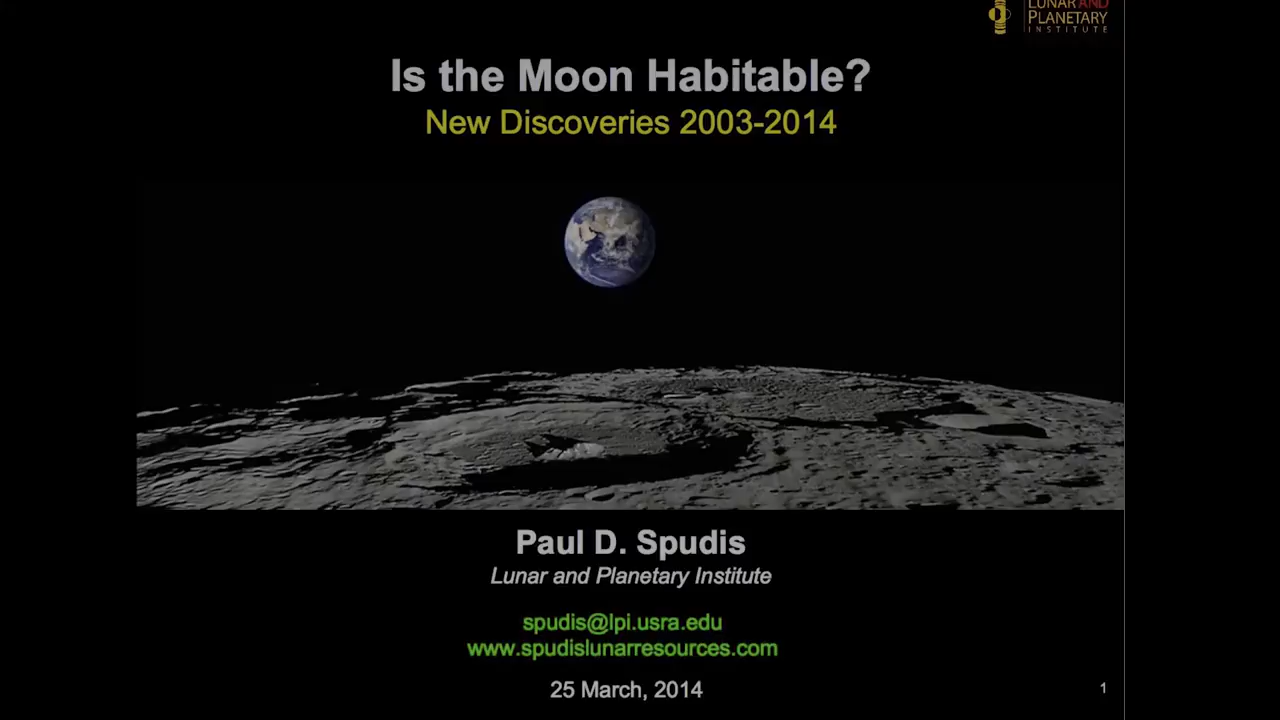 LUNAR AND
PLANETARY
INSTITUTE
Is the Moon Habitable?
New Discoveries 2003-2014
Paul D. Spudis
Lunar and Planetary Institute
spudis@lpi.usra.edu
www.spudislunarresources.com
25 March, 2014
1